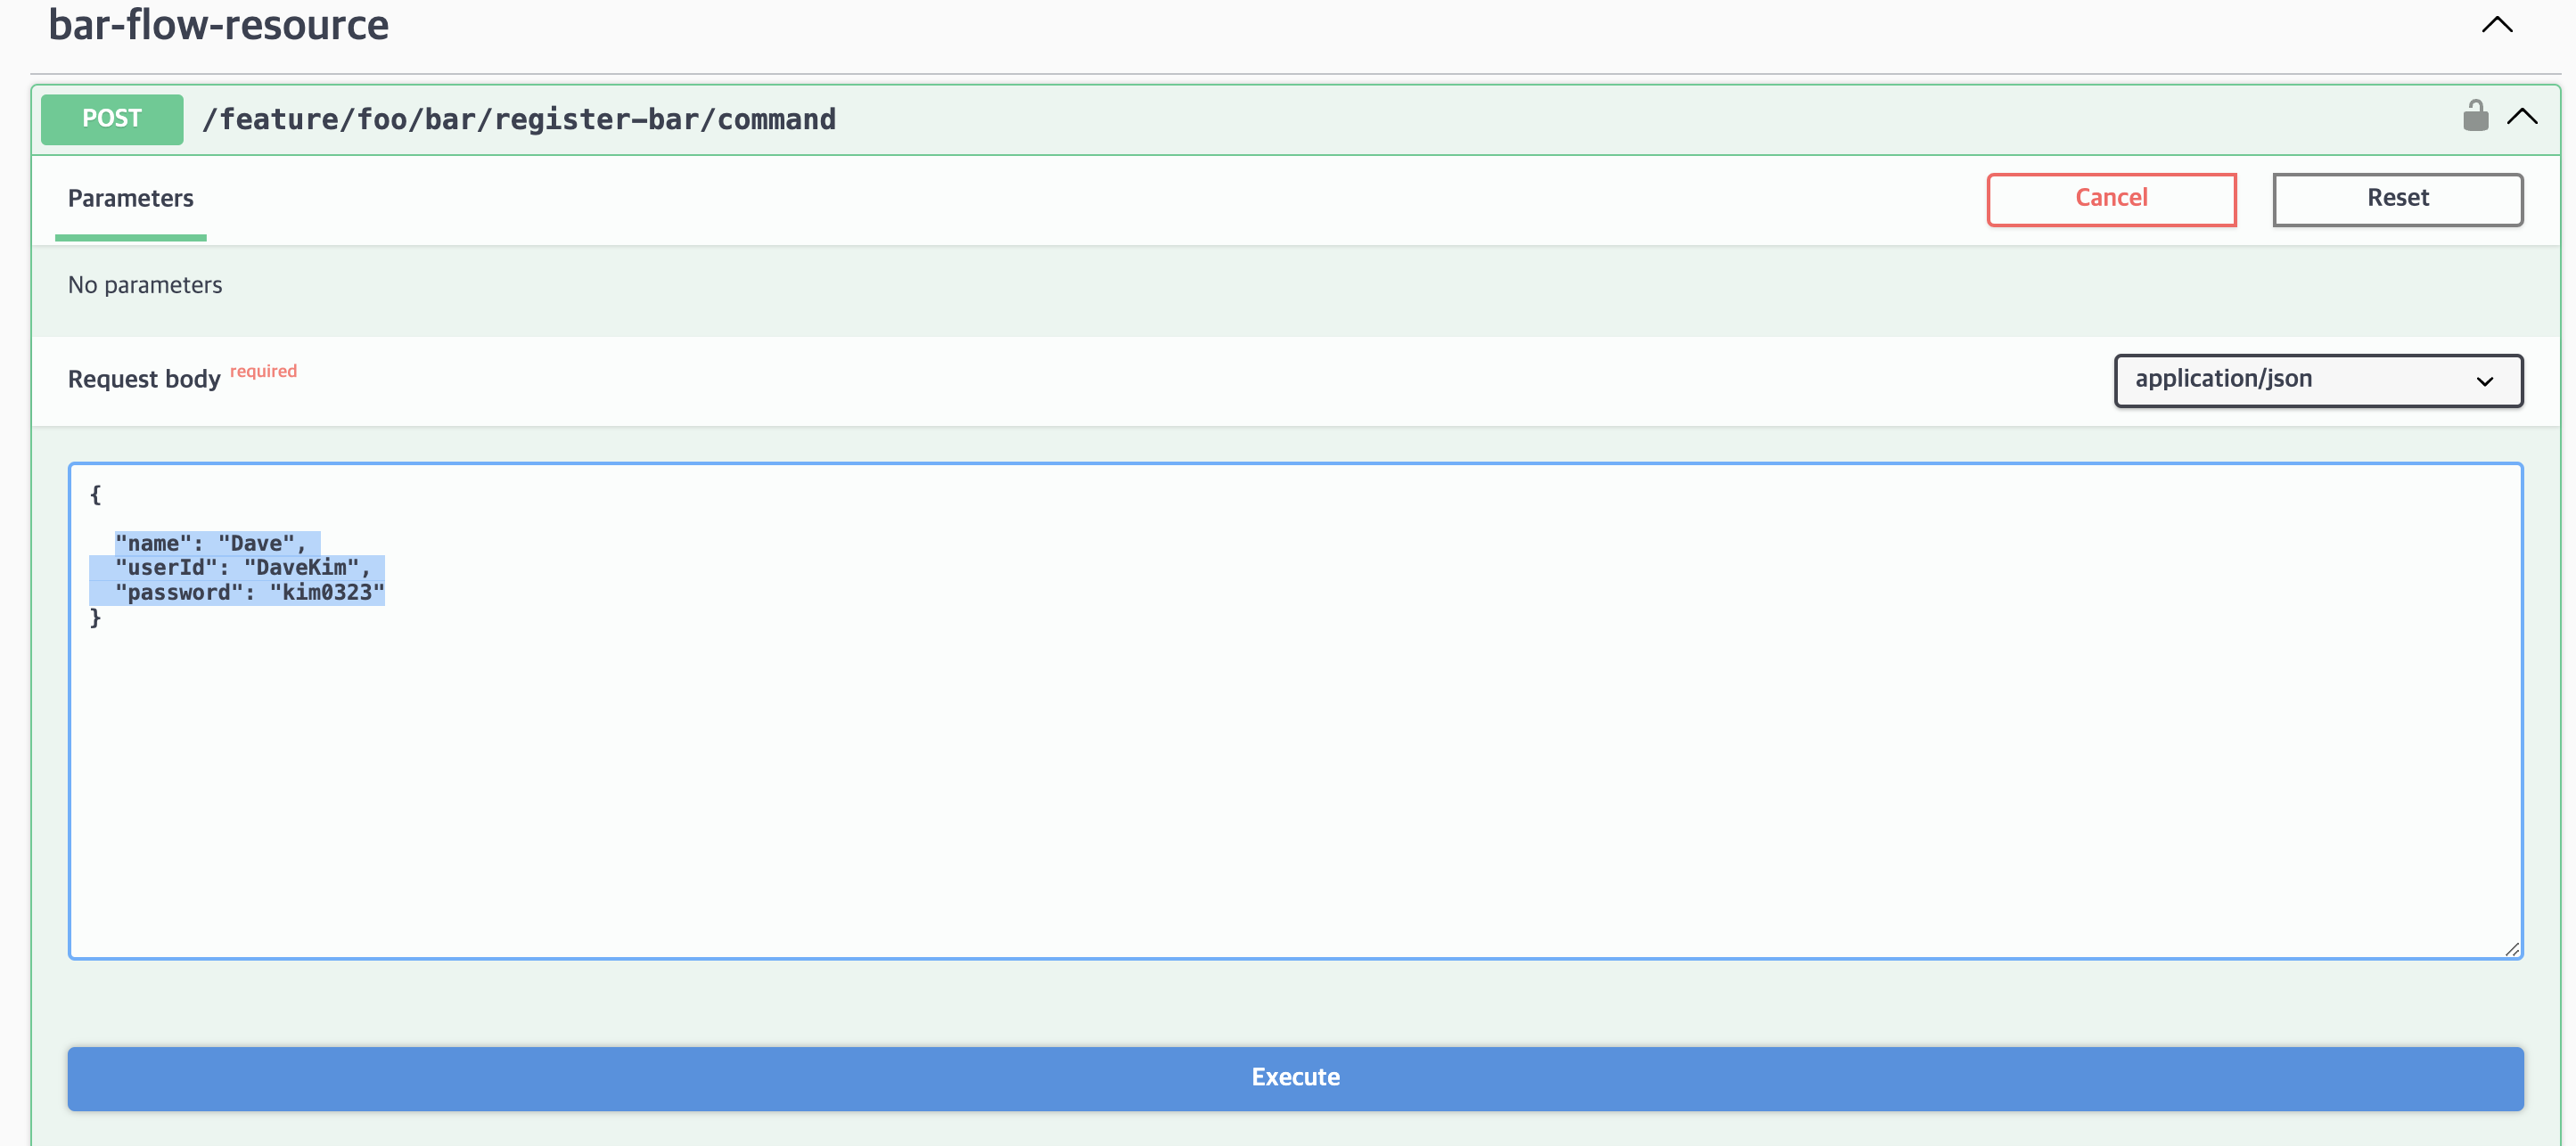 bar-flow-resource
POST /feature/foo/bar/register-bar/command
Parameters
Cancel
Reset
No parameters
Request body required
application/json
{
"name": "Dave",
"userId": "DaveKim",
"password": "kim0323"
}
Execute